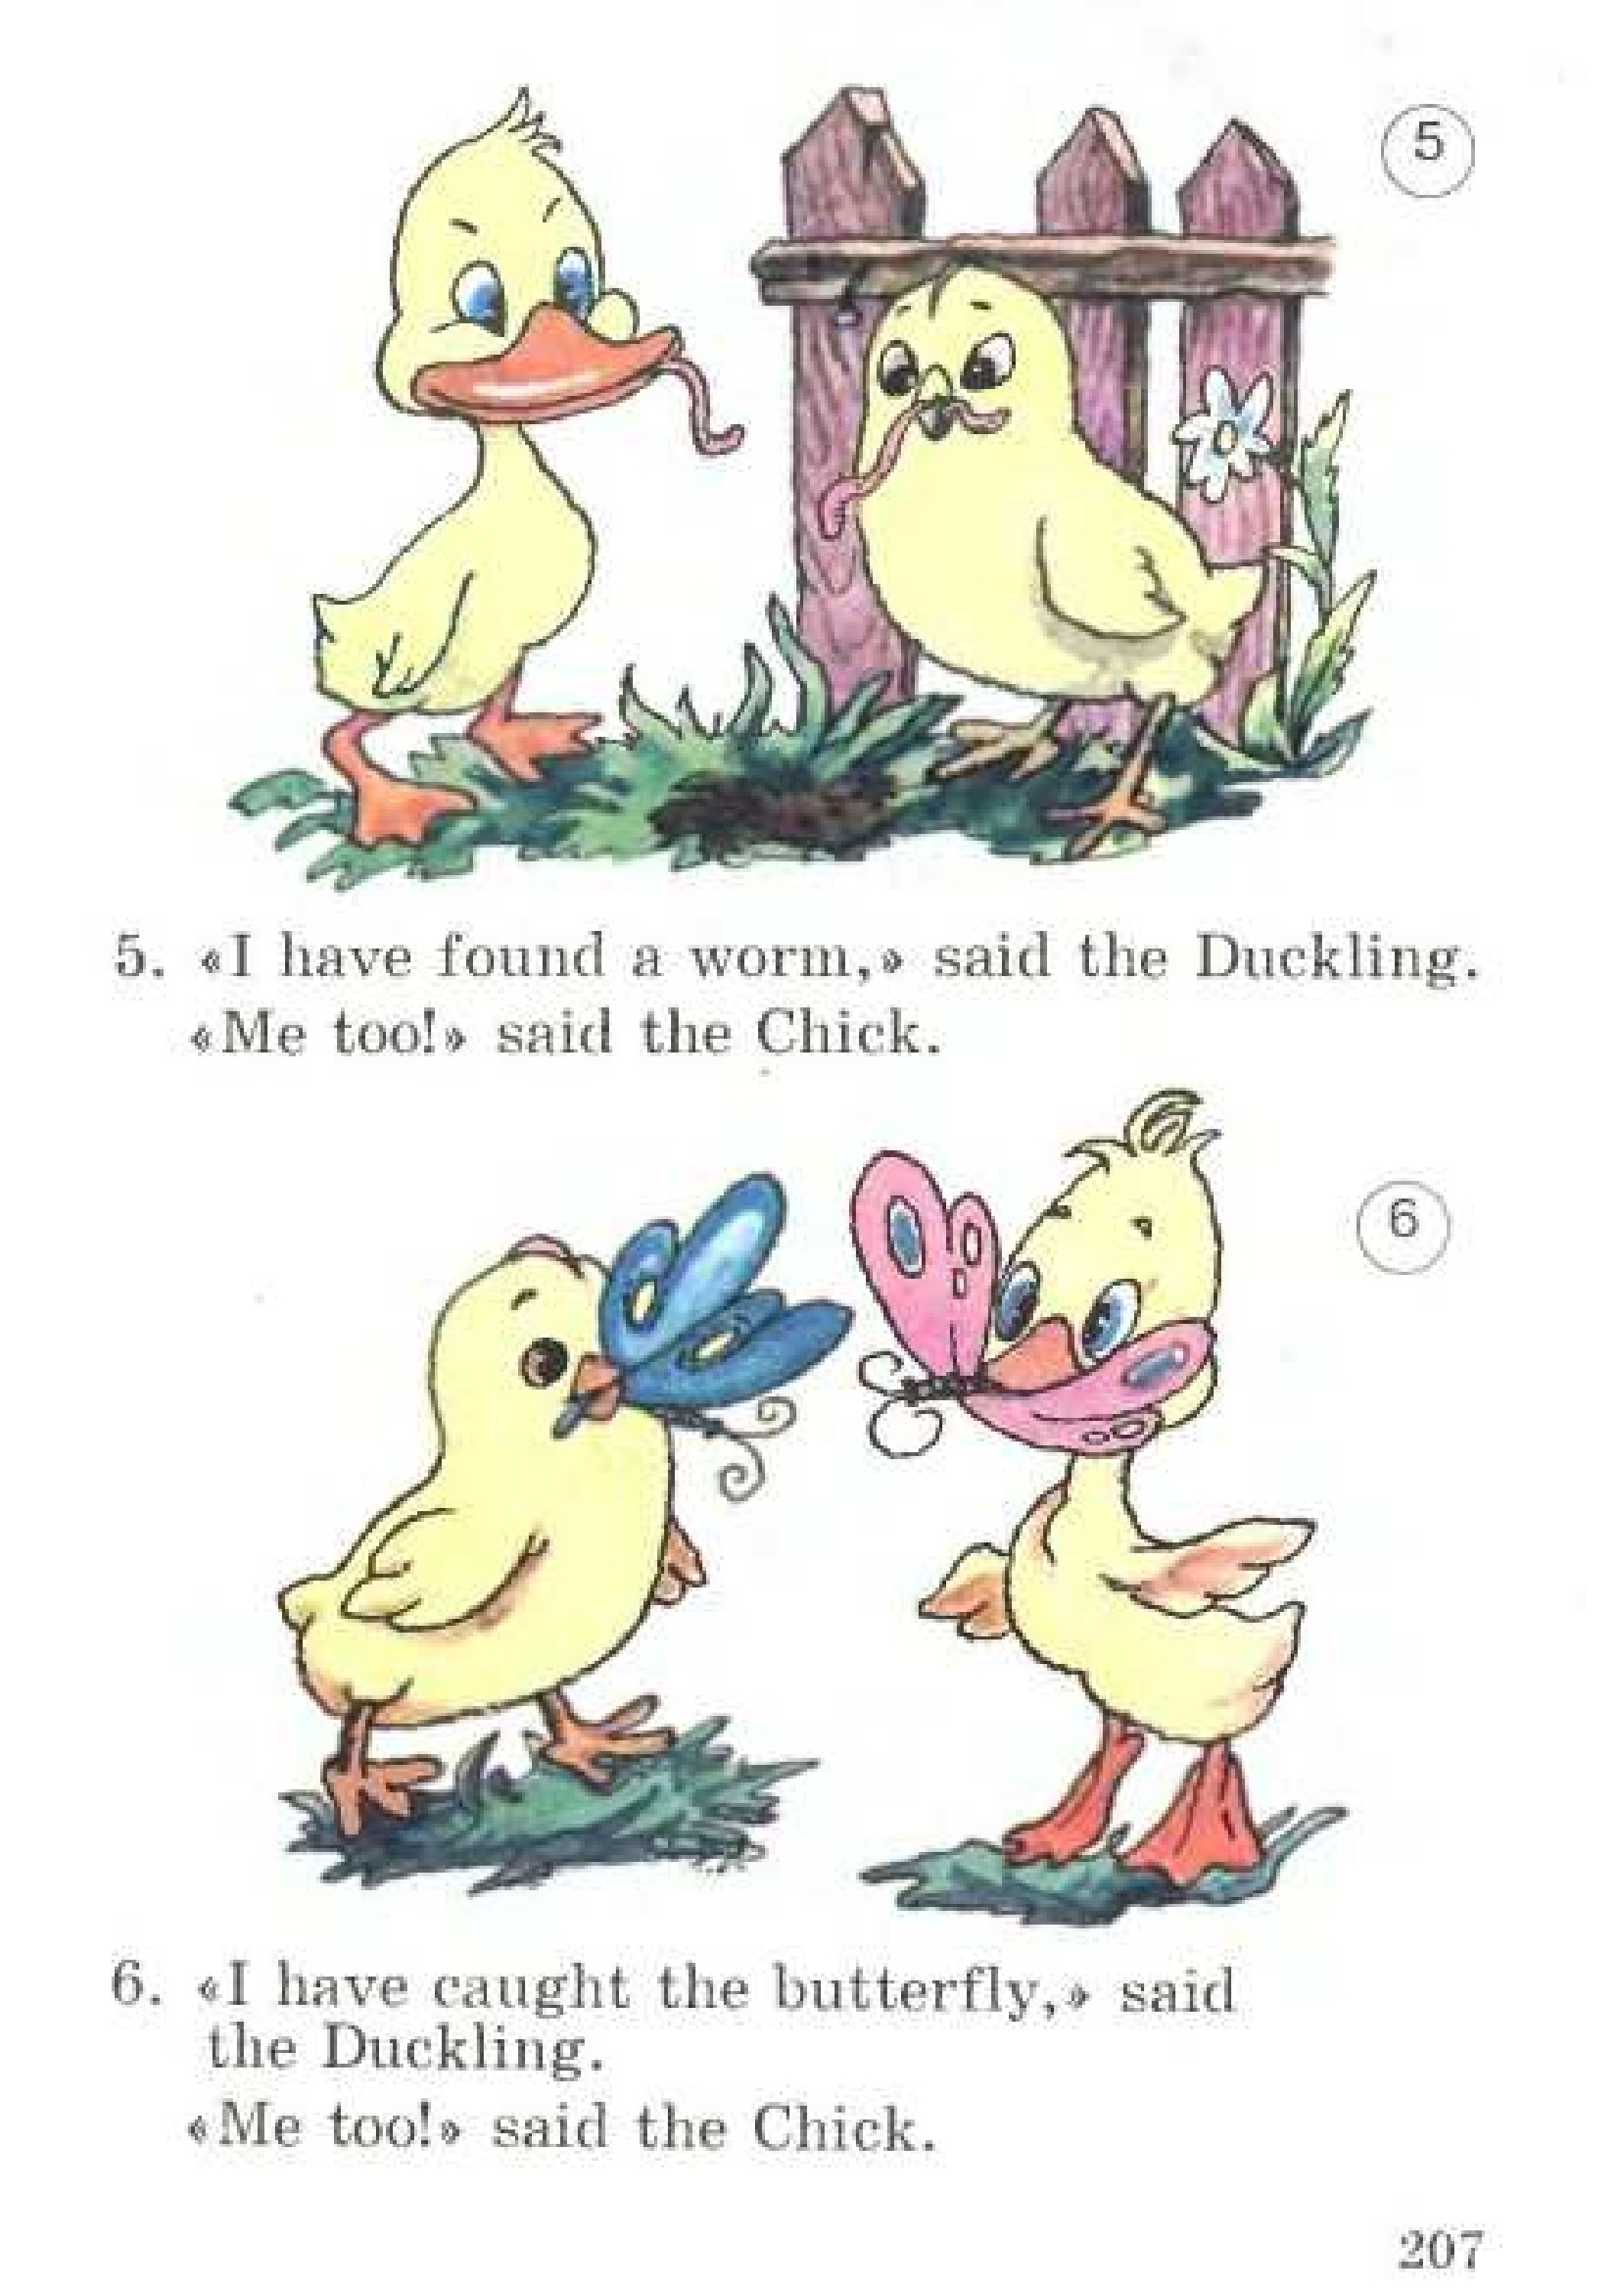 5
5. «I have found a worm,» said the Duckling.
«Me too!» said the Chick.
6
6. «I have caught the butterfly,» said
the Duckling.
«Me too!» said the Chick.
207